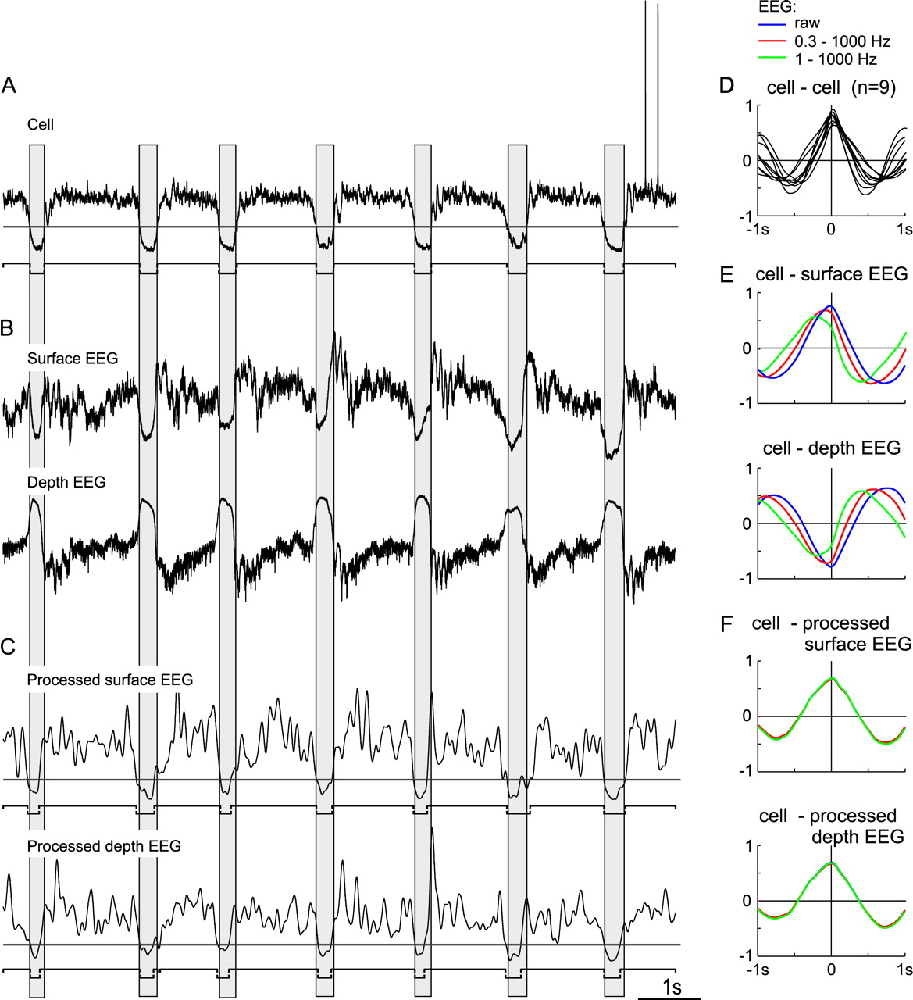 EEG:
raw
0.3 - 1000 Hz
1 - 1000 Hz
A
Cell
D
cell - cell (n=9)
1
0
-1
-1s
0
1s
B
Surface EEG
Depth EEG
E
cell - surface EEG
1
0
-1
cell - depth EEG
1
0
-1
C
Processed surface EEG
Processed depth EEG
1s
F
cell - processed
surface EEG
1
0
-1
cell - processed
depth EEG
1
0
-1
-1s
0
1s